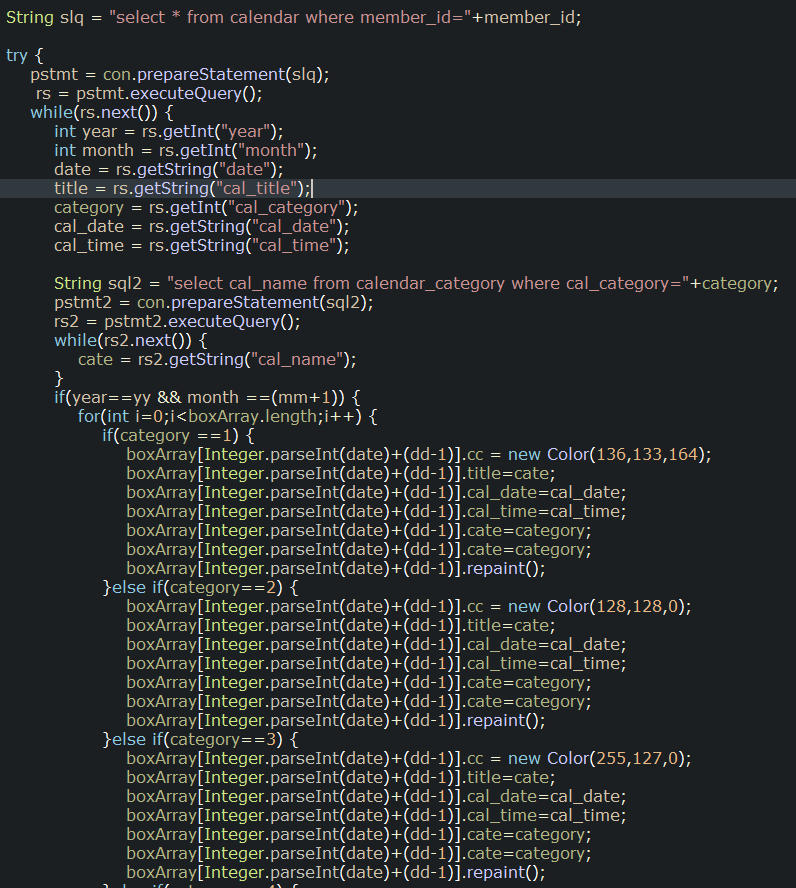 String slq = "select * from calendar where member_id="+member_id;
try {
pstmt = con.prepareStatement(slq);
rs = pstmt.executeQuery();
while(rs.next()) {
int year = rs.getInt("year");
int month = rs.getInt("month");
date = rs.getString("date");
title = rs.getString("cal_title");
category = rs.getInt("cal_category");
cal_date = rs.getString("cal_date");
cal_time = rs.getString("cal_time");
String sql2 = "select cal_name from calendar_category where cal_category="+category;
pstmt2 = con.prepareStatement(sql2);
rs2 = pstmt2.executeQuery();
while(rs2.next()) {
cate = rs2.getString("cal_name");
}
if(year==yy && month ==(mm+1)) {
for(int i=0;i<boxArray.length;i++) {
if(category ==1) {
boxArray[Integer.parseInt(date)+(dd-1)].cc = new Color(136,133,164);
boxArray[Integer.parseInt(date)+(dd-1)].title=cate;
boxArray[Integer.parseInt(date)+(dd-1)].cal_date=cal_date;
boxArray[Integer.parseInt(date)+(dd-1)].cal_time=cal_time;
boxArray[Integer.parseInt(date)+(dd-1)].cate=category;
boxArray[Integer.parseInt(date)+(dd-1)].cate=category;
boxArray[Integer.parseInt(date)+(dd-1)].repaint();
}else if(category==2) {
boxArray[Integer.parseInt(date)+(dd-1)].cc = new Color(128,128,0);
boxArray[Integer.parseInt(date)+(dd-1)].title=cate;
boxArray[Integer.parseInt(date)+(dd-1)].cal_date=cal_date;
boxArray[Integer.parseInt(date)+(dd-1)].cal_time=cal_time;
boxArray[Integer.parseInt(date)+(dd-1)].cate=category;
boxArray[Integer.parseInt(date)+(dd-1)].cate=category;
boxArray[Integer.parseInt(date)+(dd-1)].repaint();
}else if(category==3) {
boxArray[Integer.parseInt(date)+(dd-1)].cc = new Color(255,127,0);
boxArray[Integer.parseInt(date)+(dd-1)].title=cate;
boxArray[Integer.parseInt(date)+(dd-1)].cal_date=cal_date;
boxArray[Integer.parseInt(date)+(dd-1)].cal_time=cal_time;
boxArray[Integer.parseInt(date)+(dd-1)].cate=category;
boxArray[Integer.parseInt(date)+(dd-1)].cate=category;
boxArray[Integer.parseInt(date)+(dd-1)].repaint();